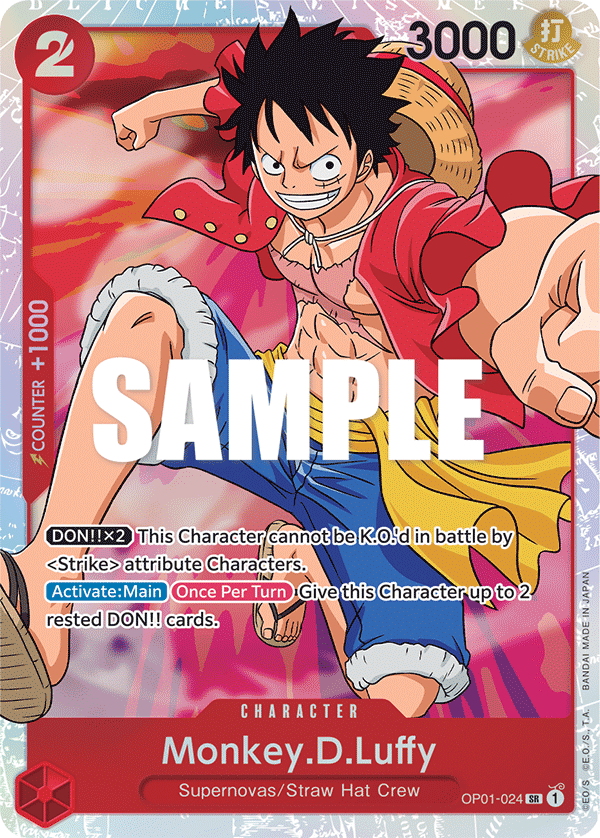 2
3000
打
STRIKE
COUNTER +1000
SAMPLE
DON!!×2 This Character cannot be K.O.'d in battle by
<Strike> attribute Characters.
Activate:Main Once Per Turn Give this Character up to 2
rested DON!! cards.
CHARACTER
Monkey.D.Luffy
Supernovas/Straw Hat Crew
OP01-024 SR 1
©E.O/S ©E.O./S., T.A. BANDAI MADE IN JAPAN